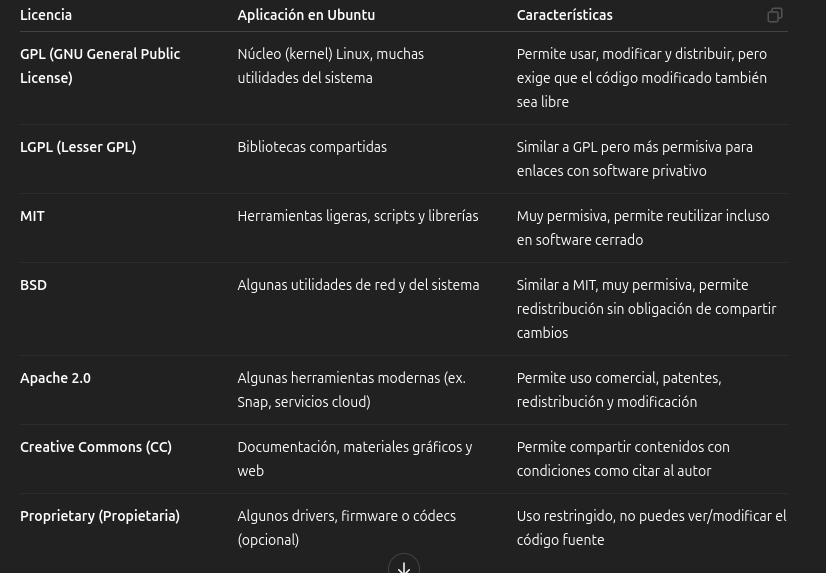 Licencia Aplicación en Ubuntu Características
GPL (GNU General Public Núcleo (kernel) Linux, muchas Permite usar, modificar y distribuir, pero
License) utilidades del sistema exige que el código modificado también
sea libre
LGPL (Lesser GPL) Bibliotecas compartidas Similar a GPL pero más permisiva para
enlaces con software privativo
MIT Herramientas ligeras, scripts y librerías Muy permisiva, permite reutilizar incluso
en software cerrado
BSD Algunas utilidades de red y del sistema Similar a MIT, muy permisiva, permite
redistribución sin obligación de compartir
cambios
Apache 2.0 Algunas herramientas modernas (ex. Permite uso comercial, patentes,
Snap, servicios cloud) redistribución y modificación
Creative Commons (CC) Documentación, materiales gráficos y Permite compartir contenidos con
web condiciones como citar al autor
Proprietary (Propietaria) Algunos drivers, firmware o códecs Uso restringido, no puedes ver/modificar el
(opcional) código fuente